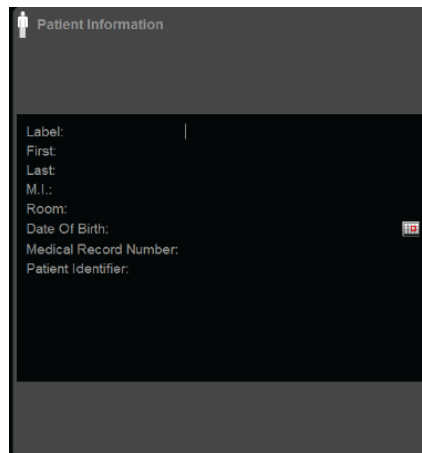 Patient Information
Label:
First:
Last:
M.I.:
Room:
Date Of Birth:
Medical Record Number:
Patient Identifier: